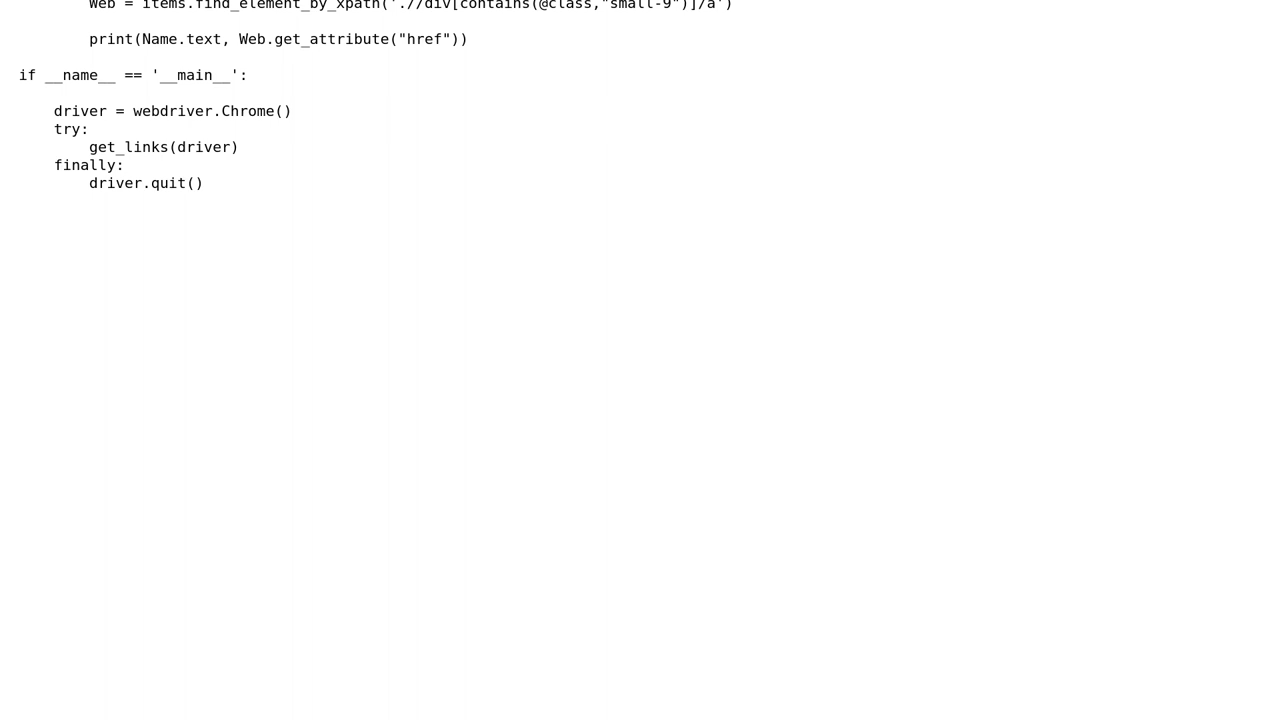 Web = items.find_element_by_xpath('.//div[contains(@class,"small-9")]/a')
print(Name.text, Web.get_attribute("href"))
if __name__ == '__main__':
driver = webdriver.Chrome()
try:
get_links(driver)
finally:
driver.quit()